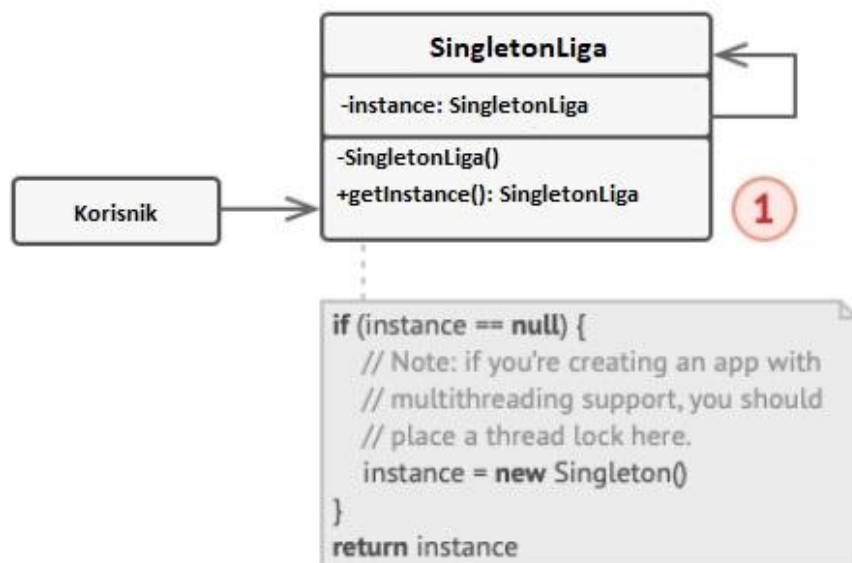 SingletonLiga
-instance: SingletonLiga
-SingletonLiga()
+getInstance(): SingletonLiga
Korisnik
1
if (instance == null) {
// Note: if you're creating an app with
// multithreading support, you should
// place a thread lock here.
instance = new Singleton()
}
return instance